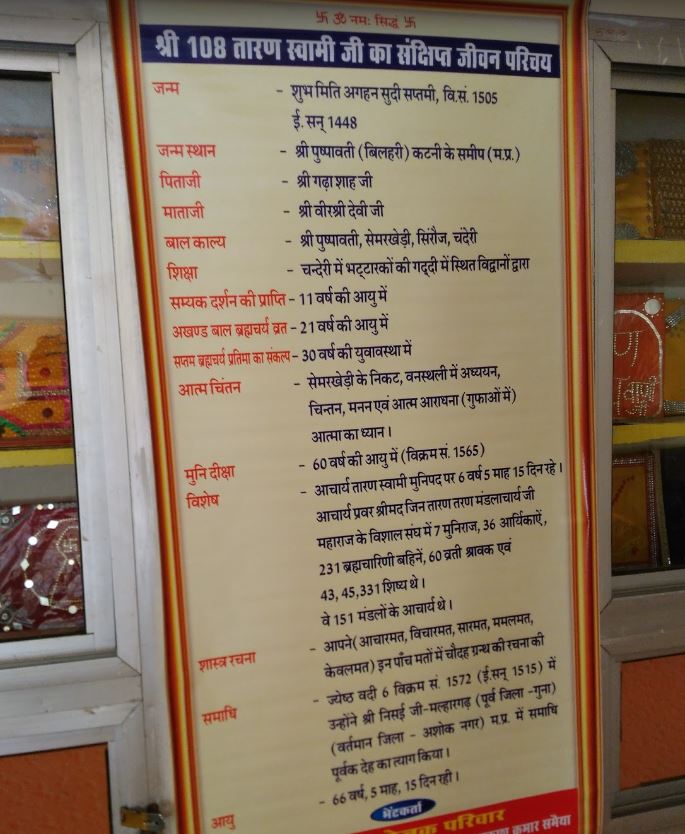 卐 ॐ नमः सिद्धं 卐
श्री 108 तारण स्वामी जी का संक्षिप्त जीवन परिचय
जन्म - शुभ मिति अगहन सुदी सप्तमी, वि.सं. 1505
ई. सन् 1448
जन्म स्थान - श्री पुष्पावती (बिलहरी) कटनी के समीप (म.प्र.)
पिताजी - श्री गढ़ा शाह जी
माताजी - श्री वीरश्री देवी जी
बाल काल्य - श्री पुष्पावती, सेमरखेड़ी, सिरौंज, चंदेरी
शिक्षा - चन्देरी में भट्टारकों की गद्दी में स्थित विद्वानों द्वारा
सम्यक दर्शन की प्राप्ति - 11 वर्ष की आयु में
अखण्ड बाल ब्रह्मचर्य व्रत - 21 वर्ष की आयु में
सप्तम ब्रह्मचर्य प्रतिमा का संकल्प - 30 वर्ष की युवावस्था में
आत्म चिंतन - सेमरखेड़ी के निकट, वनस्थली में अध्ययन,
चिन्तन, मनन एवं आत्म आराधना (गुफाओं में)
आत्मा का ध्यान।
मुनि दीक्षा - 60 वर्ष की आयु में (विक्रम सं. 1565)
विशेष - आचार्य तारण स्वामी मुनिपद पर 6 वर्ष 5 माह 15 दिन रहे।
आचार्य प्रवर श्रीमद जिन तारण तरण मंडलाचार्य जी
महाराज के विशाल संघ में 7 मुनिराज, 36 आर्यिकाऐं,
231 ब्रह्मचारिणी बहिनें, 60 व्रती श्रावक एवं
43, 45,331 शिष्य थे।
वे 151 मंडलों के आचार्य थे।
शास्त्र रचना - आपने (आचारमत, विचारमत, सारमत, ममलमत,
केवलमत) इन पाँच मतों में चौदह ग्रन्थ की रचना की
समाधि - ज्येष्ठ वदी 6 विक्रम सं. 1572 (ई.सन् 1515) में
उन्होंने श्री निसई जी-मल्हारगढ़ (पूर्व जिला -गुना)
(वर्तमान जिला - अशोक नगर) म.प्र. में समाधि
पूर्वक देह का त्याग किया।
आयु - 66 वर्ष, 5 माह, 15 दिन रही।
भेंटकर्ता
परिवार
कुमार समैया